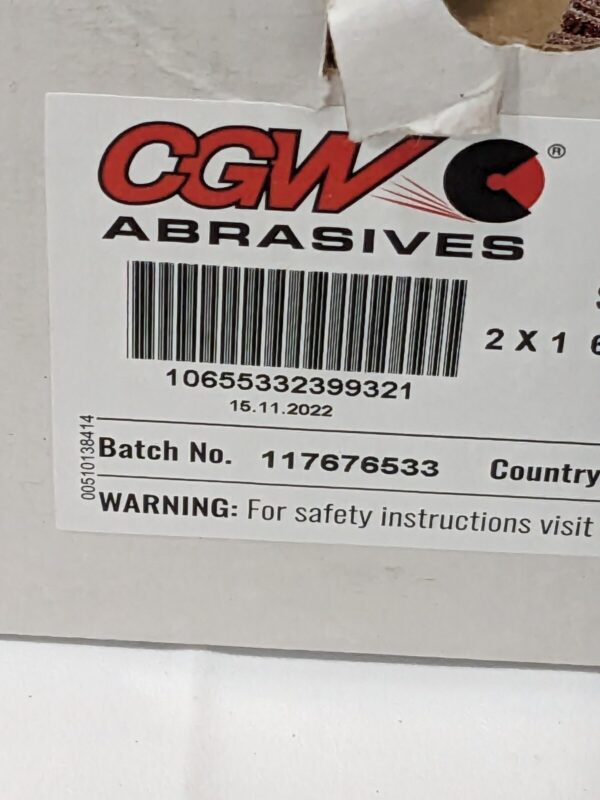 CGW®
ABRASIVES
2 X 1
10655332399321
15.11.2022
00510138414
Batch No. 117676533 Country
WARNING: For safety instructions visit